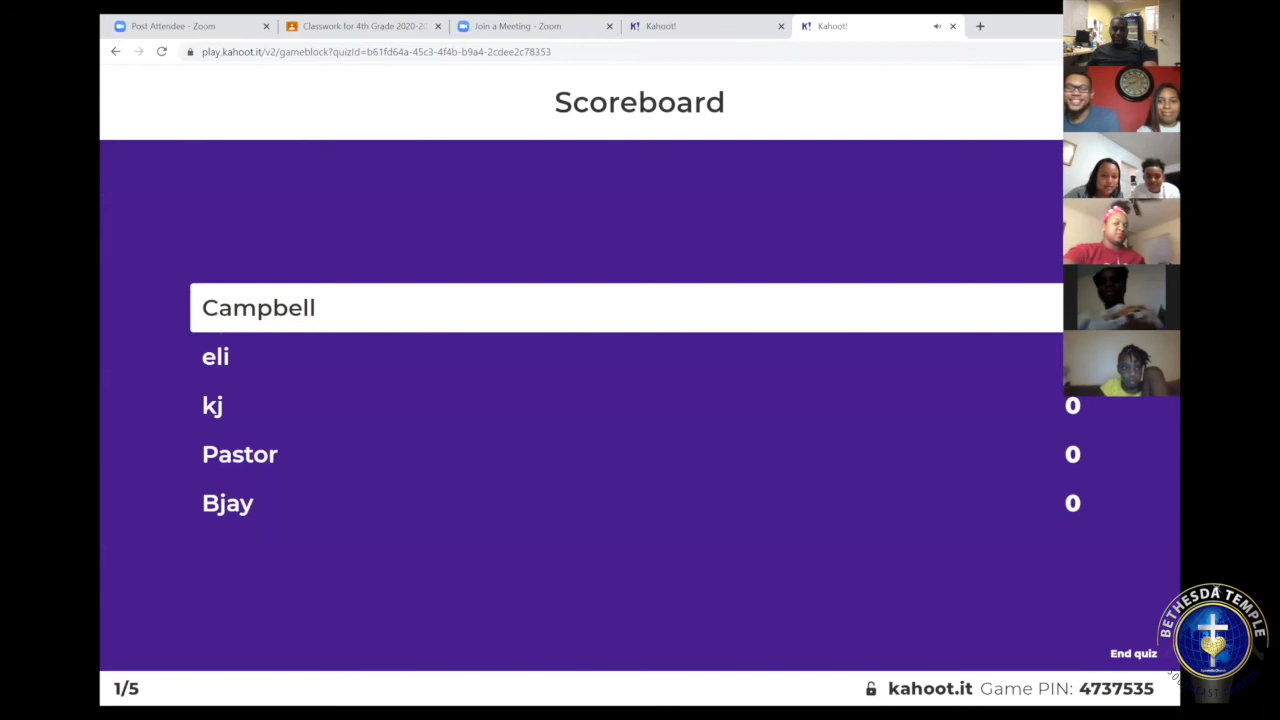 Post Attendee - Zoom
Classwork for 4th Grade 2020-20
Join a Meeting - Zoom
Kahoot!
Kahoot!
play.kahoot.it/v2/gameblock?quizId=b61fd64a-45c3-4f4b-b9a4-2cdee2c78353
Scoreboard
Campbell
eli
kj 0
Pastor 0
Bjay 0
End quiz
1/5
kahoot.it Game PIN: 4737535
BETHESDA TEMPLE